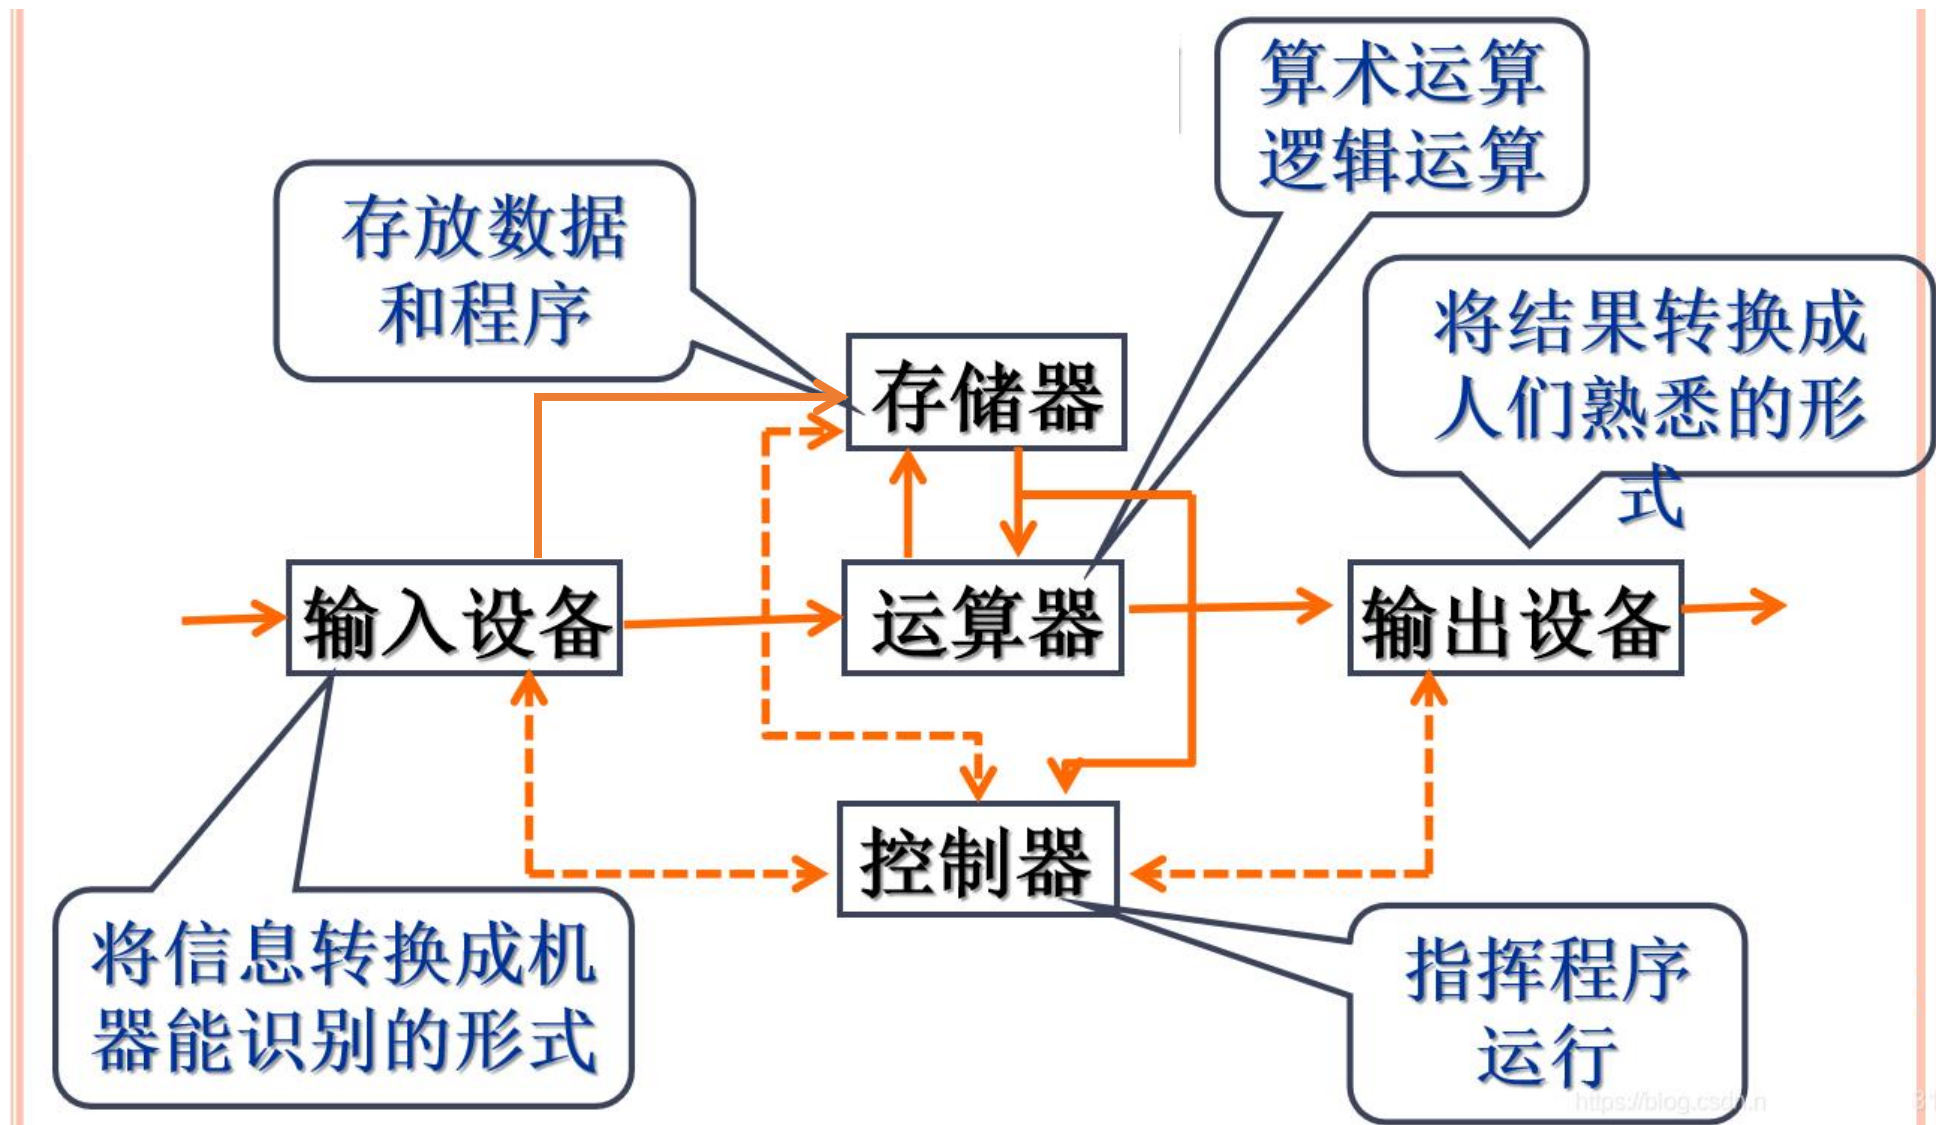 算术运算
逻辑运算
存放数据
和程序
将结果转换成
人们熟悉的形
式
存储器
输入设备
运算器
输出设备
控制器
将信息转换成机
器能识别的形式
指挥程序
运行
31